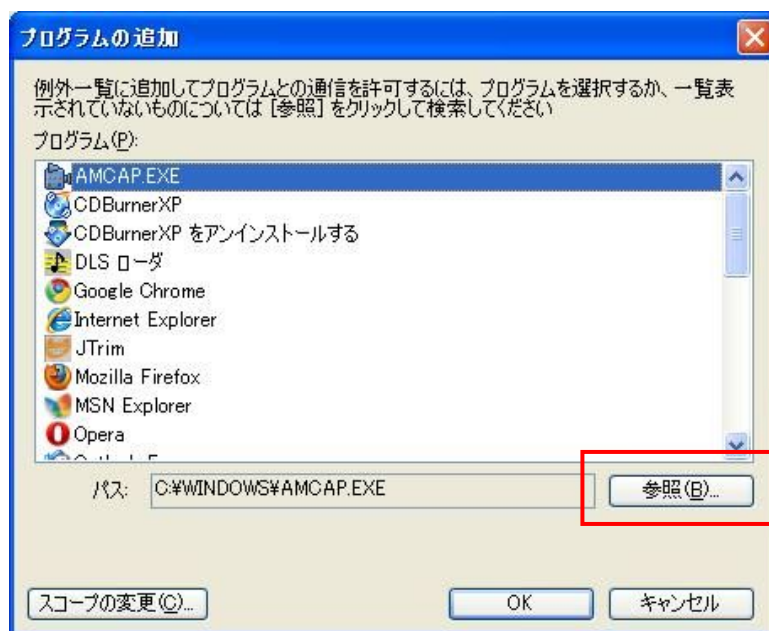 プログラムの追加
例外一覧に追加してプログラムとの通信を許可するには、プログラムを選択するか、一覧表
示されていないものについては [参照] をクリックして検索してください
プログラム(P):
AMCAP.EXE
CDBurnerXP
CDBurnerXP をアンインストールする
DLS ローダ
Google Chrome
Internet Explorer
JTrim
Mozilla Firefox
MSN Explorer
Opera
パス: C:¥WINDOWS¥AMCAP.EXE 参照(B)...
スコープの変更(C)... OK キャンセル